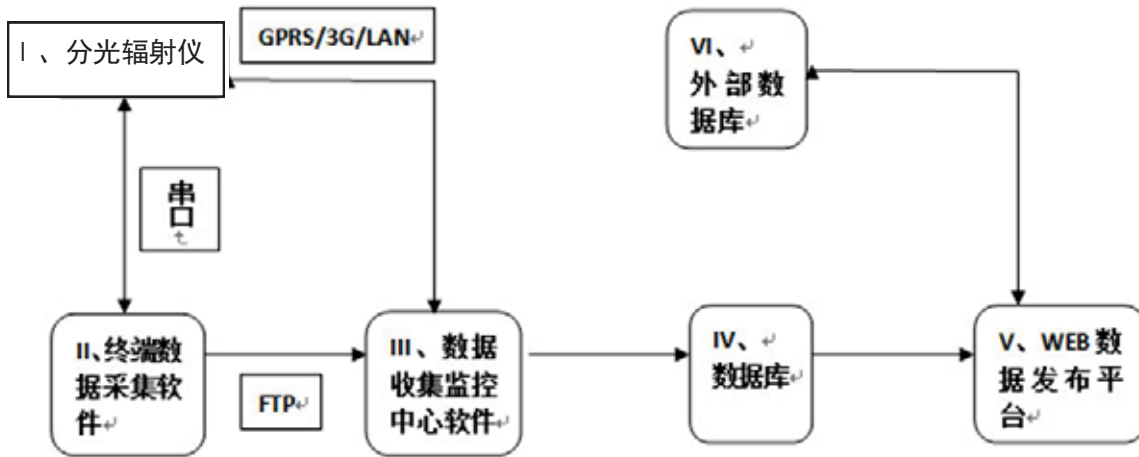 Ⅰ、分光辐射仪
GPRS/3G/LAN
VI、
外部数
据库
串
口
II、终端数
据采集软
件
FTP
III、数据
收集监控
中心软件
IV、
数据库
V、WEB数
据发布平
台